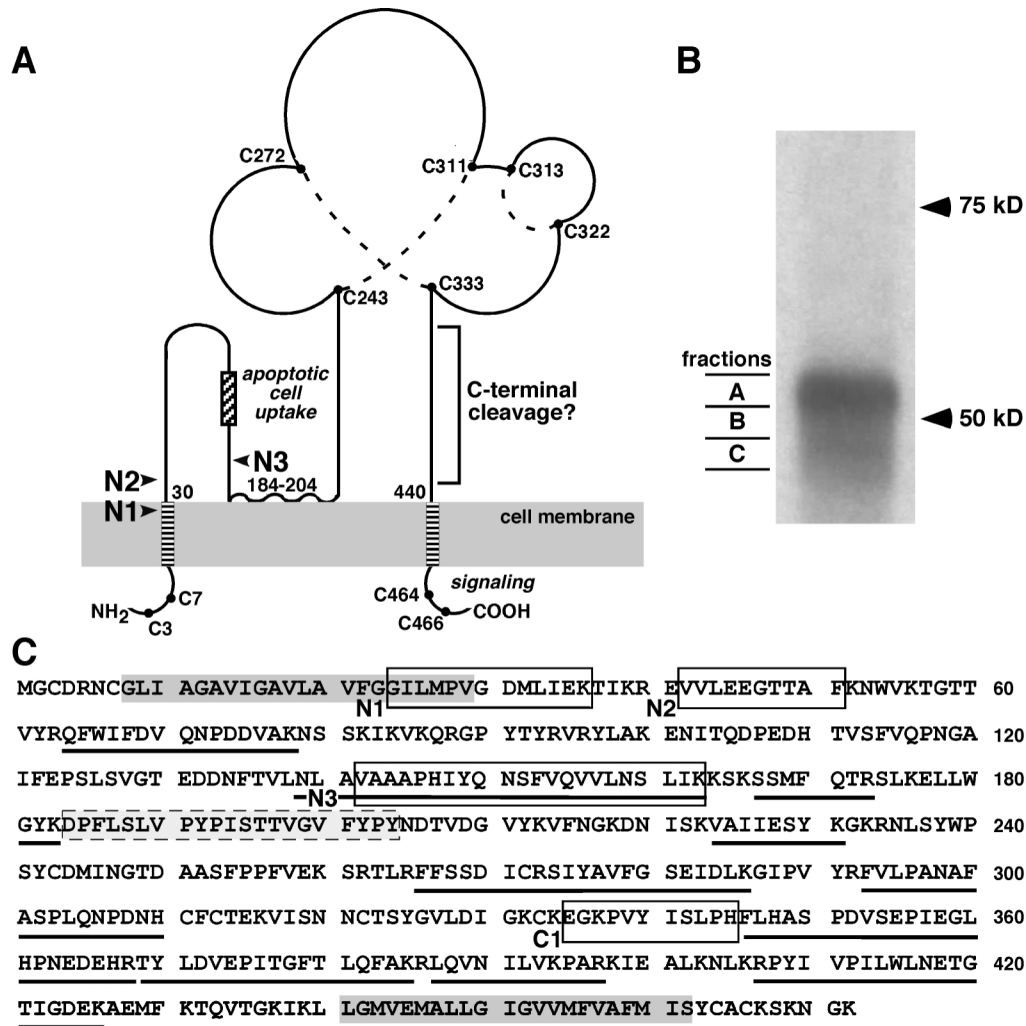 A
C272
C311
C313
C322
C243
C333
apoptotic
cell
uptake
C-terminal
cleavage?
N3
N2
30
184-204
440
N1
cell membrane
signaling
C7
NH2
C3
C464
C466
COOH
B
75 kD
fractions
A
B
C
50 kD
C
MGCDRNCGLI AGAVIGAVLA VFGGILMPVG DMLIEKTIKR EVVLEEGTTA FKNWVKTGTT 60
N1 N2
VYRQFWIFDV QNPDDVAKNS SKIKVKQRGP YTYRVRYLAK ENITQDPEDH TVSFVQPNGA 120
IFEPSLSVGT EDDNFTVLNL AVAAAPHIYQ NSFVQVVLNS LIKKSKSSMF QTRSLKELLW 180
N3
GYKDPFLSLV PYPISTTVGV FYPYNDTVDG VYKVFNGKDN ISKVAIIESY KGKRNLSYWP 240
SYCDMINGTD AASFPPFVEK SRTLRFFSSD ICRSIYAVFG SEIDLKGIPV YRFVLPANAF 300
ASPLQNPDNH CFCTEKVISN NCTSYGVLDI GKCKEGKPVY ISLPHFLHAS PDVSEPIEGL 360
C1
HPNEDEHRTY LDVEPITGFT LQFAKRLQVN ILVKPARKIE ALKNLKRPYI VPILWLNETG 420
TIGDEKAEMF KTQVTGKIKL LGMVEMALLG IGVVMFVAFM ISYCACKSKN GK